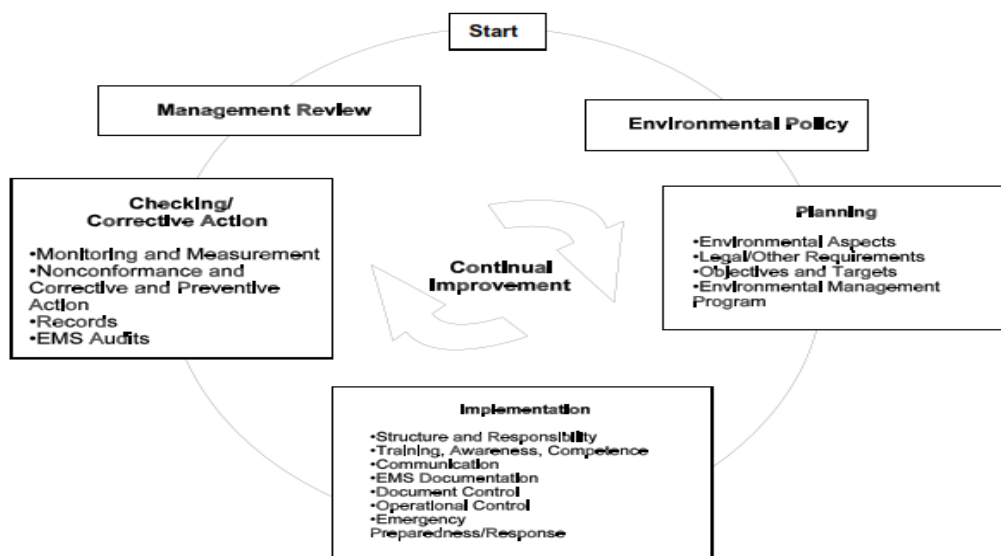 Start
Management Review
Environmental Policy
Checking/
Corrective Action
•Monitoring and Measurement
•Nonconformance and
Corrective and Preventive
Action
•Records
•EMS Audits
Planning
•Environmental Aspects
•Legal/Other Requirements
•Objectives and Targets
•Environmental Management
Program
Continual
Improvement
Implementation
•Structure and Responsibility
•Training, Awareness, Competence
•Communication
•EMS Documentation
•Document Control
•Operational Control
•Emergency
Preparedness/Response